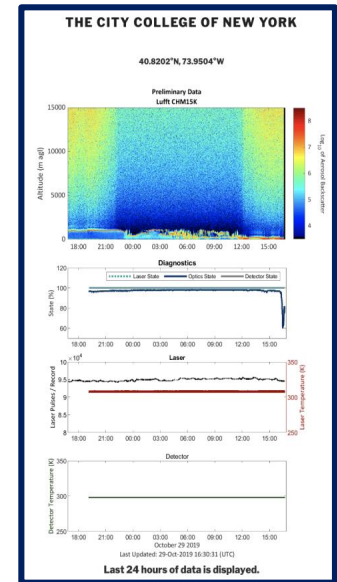 THE CITY COLLEGE OF NEW YORK
40.8202°N, 73.9504°W
Preliminary Data
Lufft CHM15K
Altitude (m agl)
15000
10000
5000
0
18:00 21:00 00:00 03:00 06:00 09:00 12:00 15:00
8
7
6
5
4
Log10 of Aerosol Backscatter
Diagnostics
Laser State Optics State Detector State
State (%)
120
100
80
60
18:00 21:00 00:00 03:00 06:00 09:00 12:00 15:00
Laser
×10⁴
Laser Pulses / Record
10
9.5
9
8.5
8
350
300
250
Laser Temperature (K)
18:00 21:00 00:00 03:00 06:00 09:00 12:00 15:00
Detector
Detector Temperature (K)
350
300
250
18:00 21:00 00:00 03:00 06:00 09:00 12:00 15:00
October 29 2019
Last Updated: 29-Oct-2019 16:30:31 (UTC)
Last 24 hours of data is displayed.